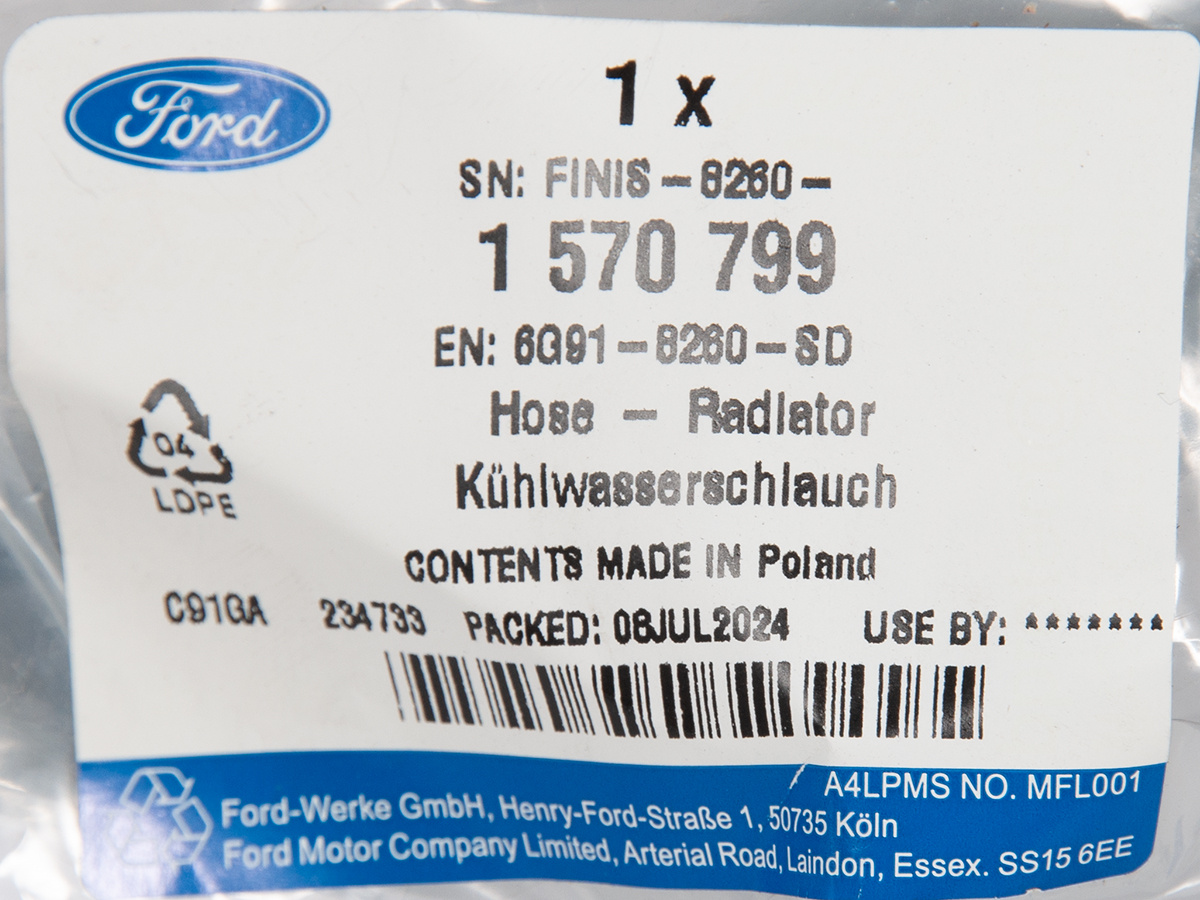 Ford
1 x
SN: FINIS-8260-
1 570 799
EN: 6G91-8260-SD
Hose - Radiator
Kühlwasserschlauch
04
LDPE
CONTENTS MADE IN Poland
C91GA 234733 PACKED: 08JUL2024 USE BY: *******
A4LPMS NO. MFL001
Ford-Werke GmbH, Henry-Ford-Straße 1, 50735 Köln
Ford Motor Company Limited, Arterial Road, Laindon, Essex. SS15 6EE